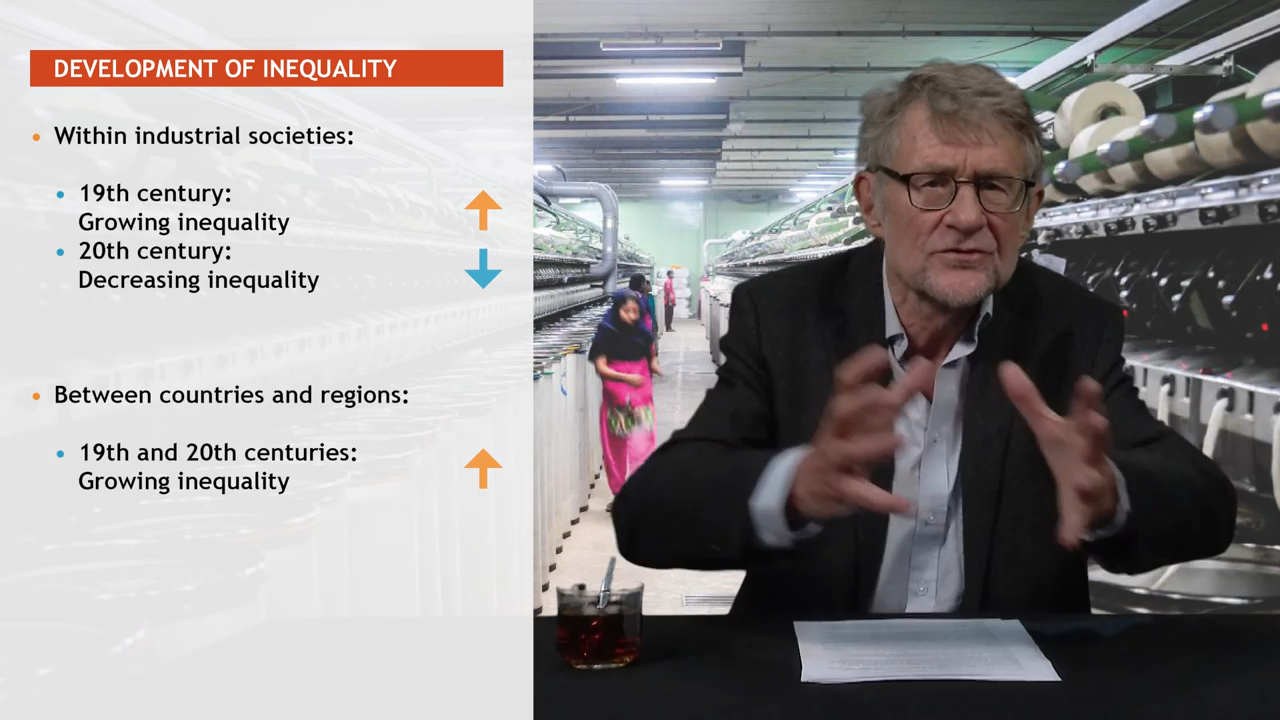 DEVELOPMENT OF INEQUALITY
• Within industrial societies:
• 19th century:
Growing inequality
• 20th century:
Decreasing inequality
• Between countries and regions:
• 19th and 20th centuries:
Growing inequality